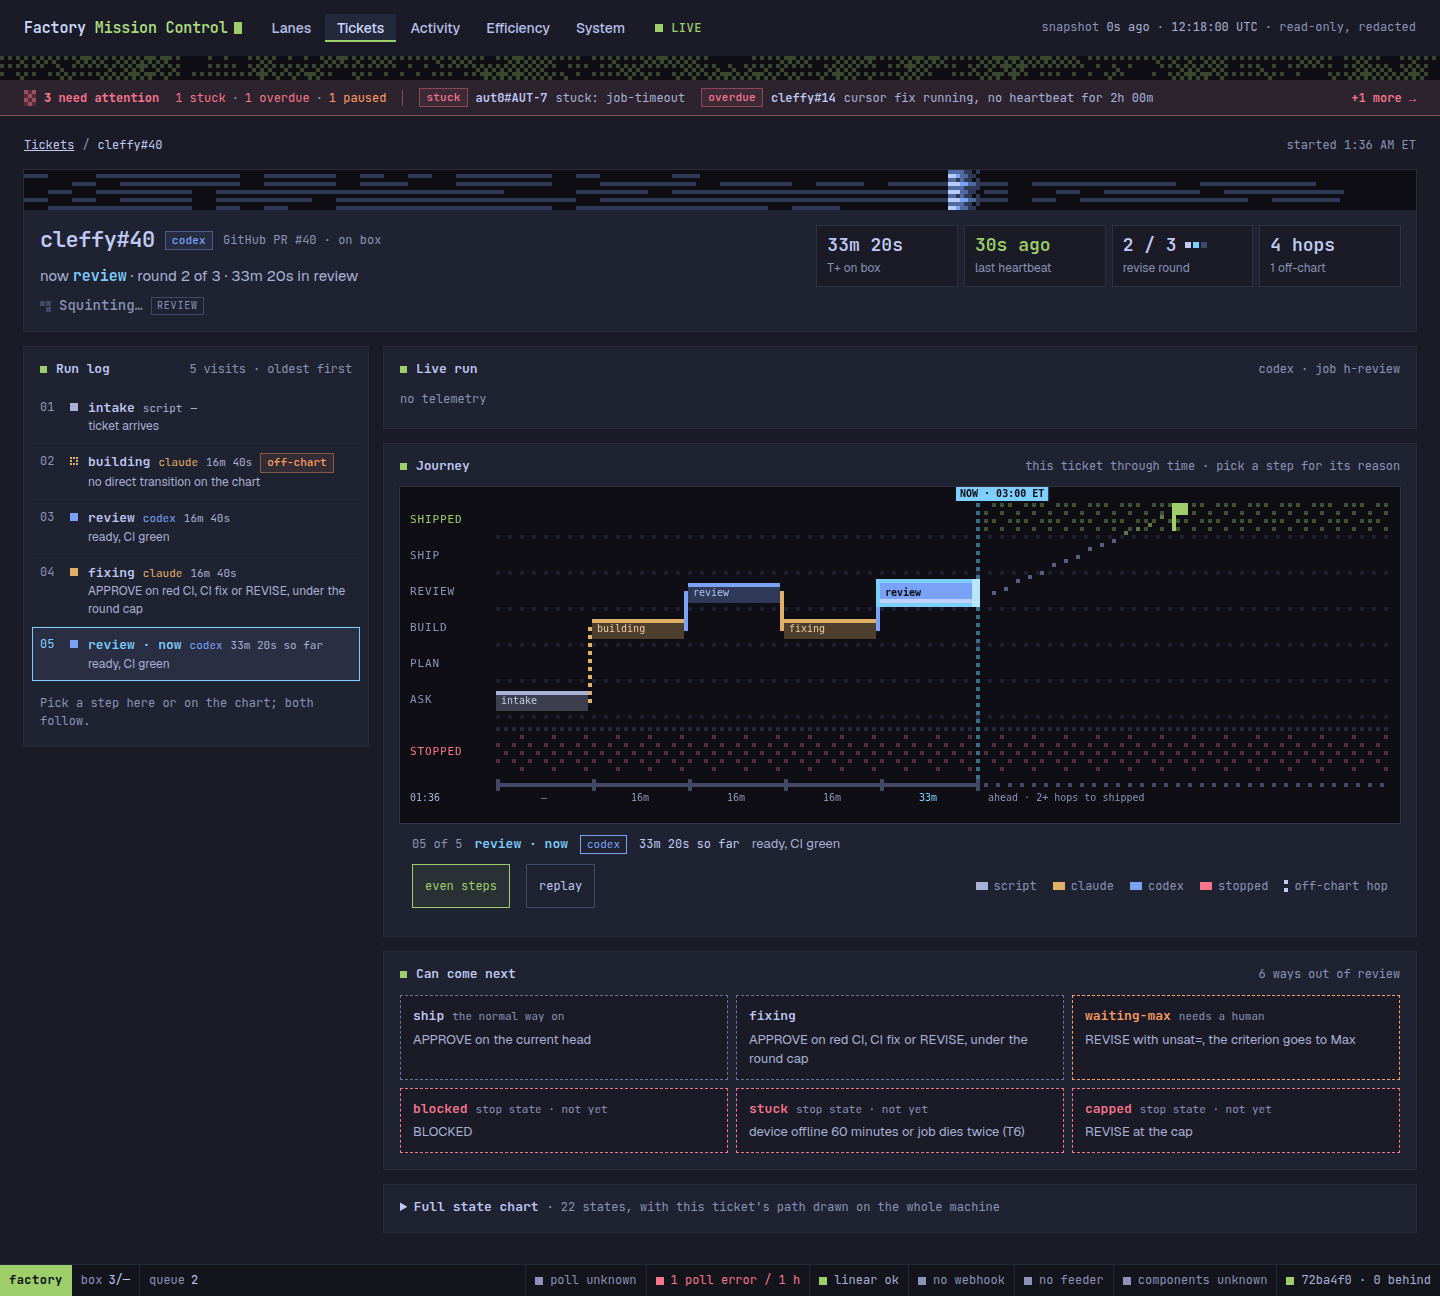 Factory Mission Control Lanes Tickets Activity Efficiency System LIVE snapshot 0s ago · 12:18:00 UTC · read-only, redacted
3 need attention 1 stuck · 1 overdue · 1 paused stuck aut0#AUT-7 stuck: job-timeout overdue cleffy#14 cursor fix running, no heartbeat for 2h 00m +1 more →
Tickets / cleffy#40 started 1:36 AM ET
cleffy#40 codex GitHub PR #40 · on box
now review · round 2 of 3 · 33m 20s in review
Squinting… REVIEW
33m 20s
T+ on box
30s ago
last heartbeat
2 / 3
revise round
4 hops
1 off-chart
Run log 5 visits · oldest first
01 intake script —
ticket arrives
02 building claude 16m 40s off-chart
no direct transition on the chart
03 review codex 16m 40s
ready, CI green
04 fixing claude 16m 40s
APPROVE on red CI, CI fix or REVISE, under the
round cap
05 review · now codex 33m 20s so far
ready, CI green
Pick a step here or on the chart; both
follow.
Live run codex · job h-review
no telemetry
Journey this ticket through time · pick a step for its reason
NOW · 03:00 ET
SHIPPED
SHIP
REVIEW review review
BUILD building fixing
PLAN
ASK intake
STOPPED
01:36 — 16m 16m 16m 33m ahead · 2+ hops to shipped
05 of 5 review · now codex 33m 20s so far ready, CI green
even steps replay script claude codex stopped off-chart hop
Can come next 6 ways out of review
ship the normal way on
APPROVE on the current head
fixing
APPROVE on red CI, CI fix or REVISE, under the
round cap
waiting-max needs a human
REVISE with unsat=, the criterion goes to Max
blocked stop state · not yet
BLOCKED
stuck stop state · not yet
device offline 60 minutes or job dies twice (T6)
capped stop state · not yet
REVISE at the cap
Full state chart · 22 states, with this ticket's path drawn on the whole machine
factory box 3/— queue 2 poll unknown 1 poll error / 1 h linear ok no webhook no feeder components unknown 72ba4f0 · 0 behind